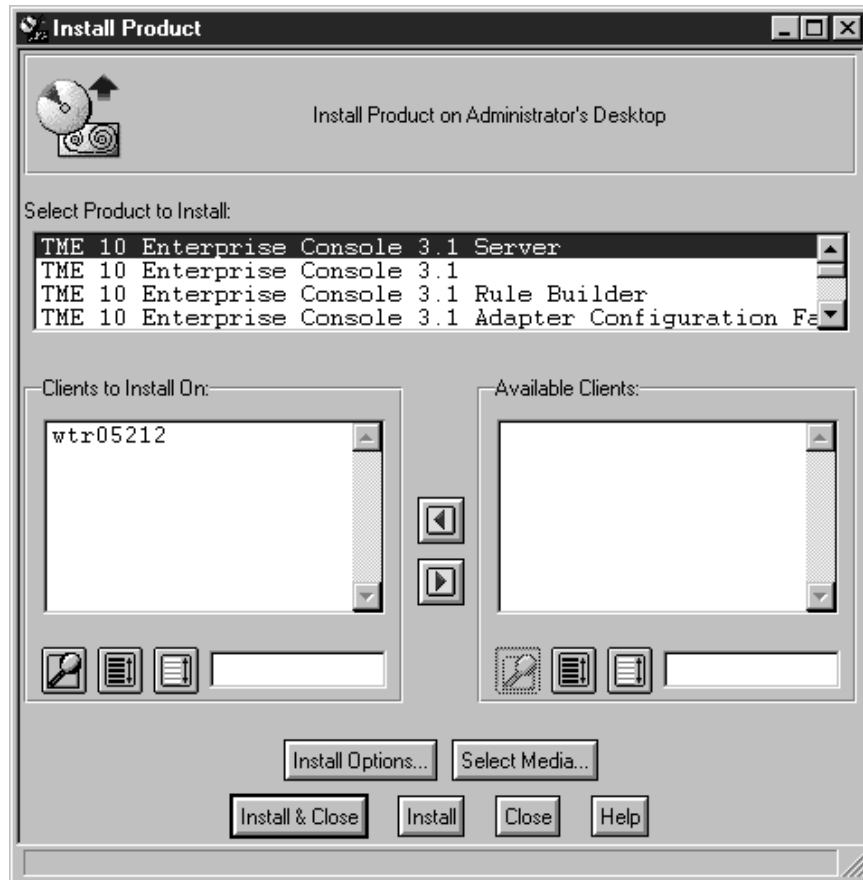 Install Product
Install Product on Administrator's Desktop
Select Product to Install:
TME 10 Enterprise Console 3.1 Server
TME 10 Enterprise Console 3.1
TME 10 Enterprise Console 3.1 Rule Builder
TME 10 Enterprise Console 3.1 Adapter Configuration Fa
Clients to Install On:
Available Clients:
wtr05212
Install Options...
Select Media...
Install & Close
Install
Close
Help